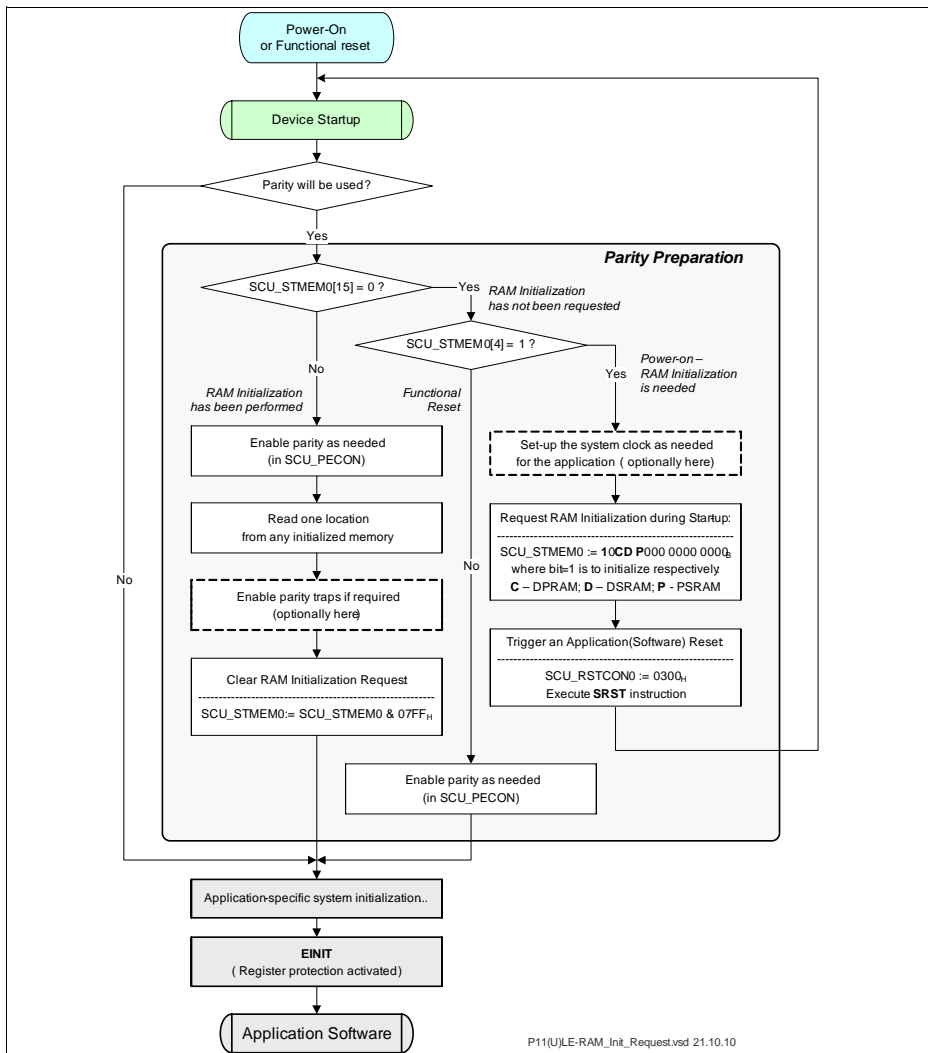 Power-On
or Functional reset
Device Startup
Parity will be used?
No
Yes
Parity Preparation
SCU_STMEM0[15] = 0 ?
Yes
RAM Initialization
has not been requested
SCU_STMEM0[4] = 1 ?
No
RAM Initialization
has been performed
Functional
Reset
Yes
Power-on –
RAM Initialization
is needed
Enable parity as needed
(in SCU_PECON)
Read one location
from any initialized memory
Enable parity traps if required
(optionally here)
Clear RAM Initialization Request
SCU_STMEM0:= SCU_STMEM0 & 07FFH
No
Set-up the system clock as needed
for the application ( optionally here)
Request RAM Initialization during Startup:
SCU_STMEM0 := 10CD P000 0000 0000B
where bit=1 is to initialize respectively:
C – DPRAM; D – DSRAM; P - PSRAM
Trigger an Application(Software) Reset:
SCU_RSTCON0 := 0300H
Execute SRST instruction
Enable parity as needed
(in SCU_PECON)
Application-specific system initialization..
EINIT
( Register protection activated)
Application Software
P11(U)LE-RAM_Init_Request.vsd 21.10.10